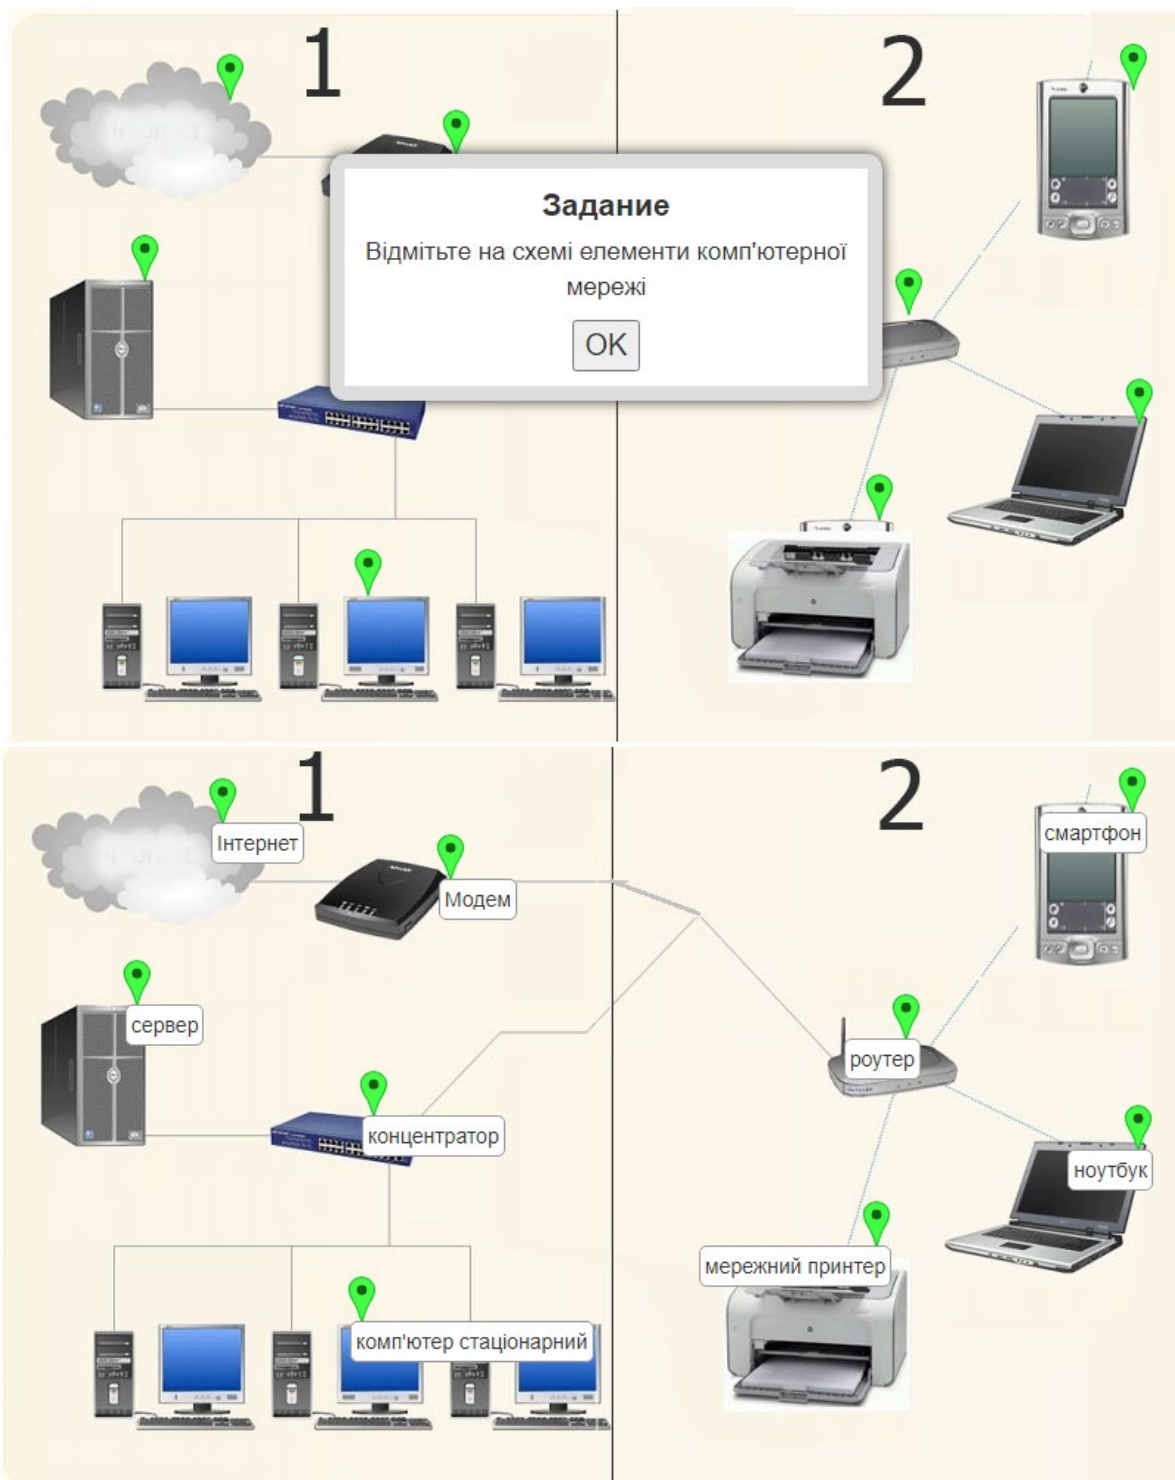 1
2
Задание
Відмітьте на схемі елементи комп'ютерної
мережі
OK
1
2
Інтернет
смартфон
Модем
сервер
роутер
концентратор
ноутбук
мережний принтер
комп'ютер стаціонарний